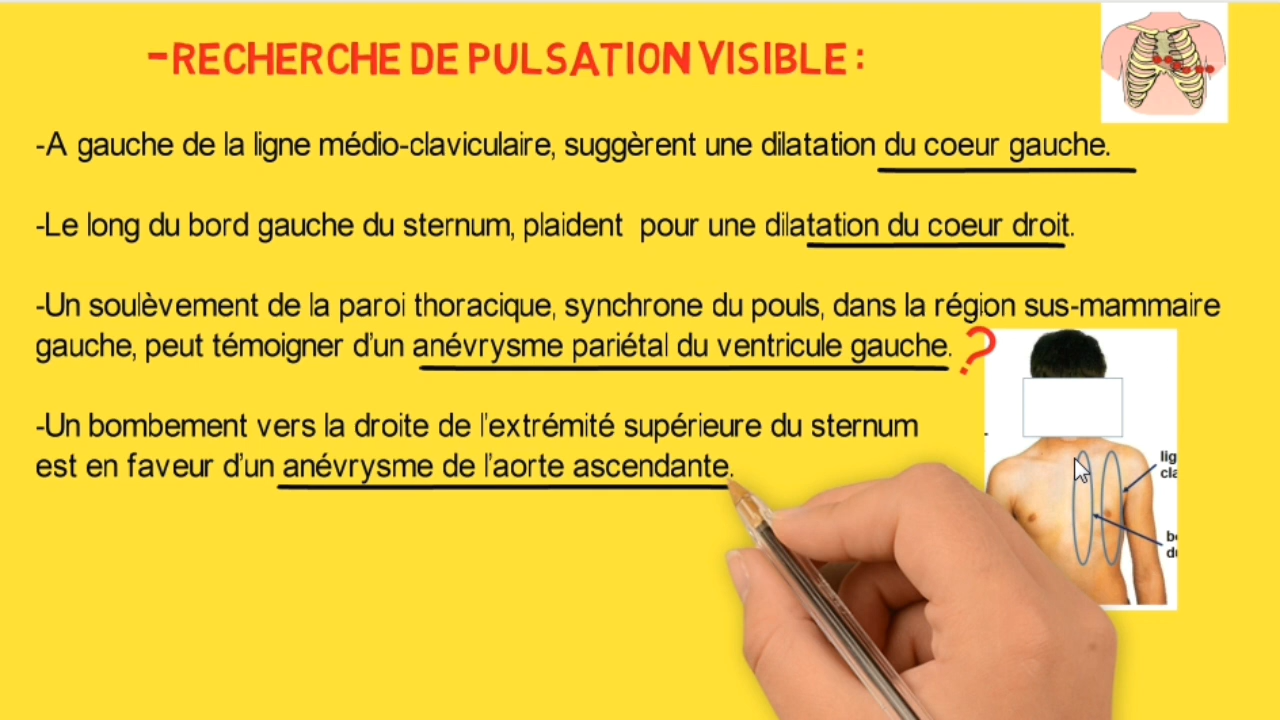 -RECHERCHE DE PULSATION VISIBLE :
-A gauche de la ligne médio-claviculaire, suggèrent une dilatation du coeur gauche.
-Le long du bord gauche du sternum, plaident pour une dilatation du coeur droit.
-Un soulèvement de la paroi thoracique, synchrone du pouls, dans la région sus-mammaire
gauche, peut témoigner d'un anévrysme pariétal du ventricule gauche. ?
-Un bombement vers la droite de l'extrémité supérieure du sternum
est en faveur d'un anévrysme de l'aorte ascendante.